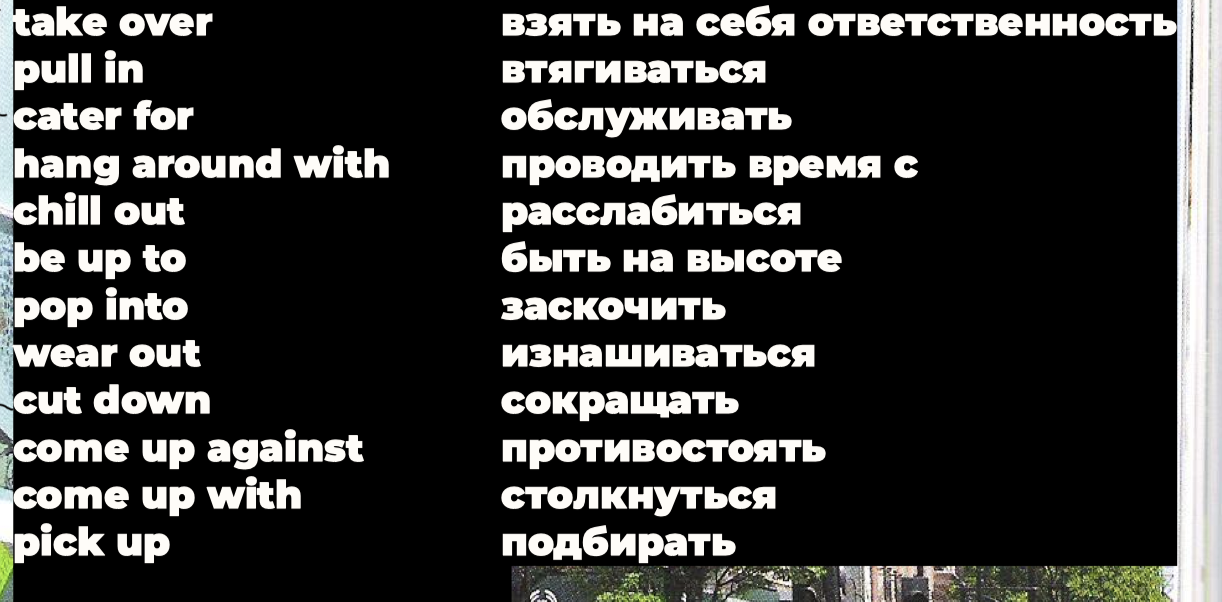 take over взять на себя ответственность
pull in втягиваться
cater for обслуживать
hang around with проводить время с
chill out расслабиться
be up to быть на высоте
pop into заскочить
wear out изнашиваться
cut down сокращать
come up against противостоять
come up with столкнуться
pick up подбирать